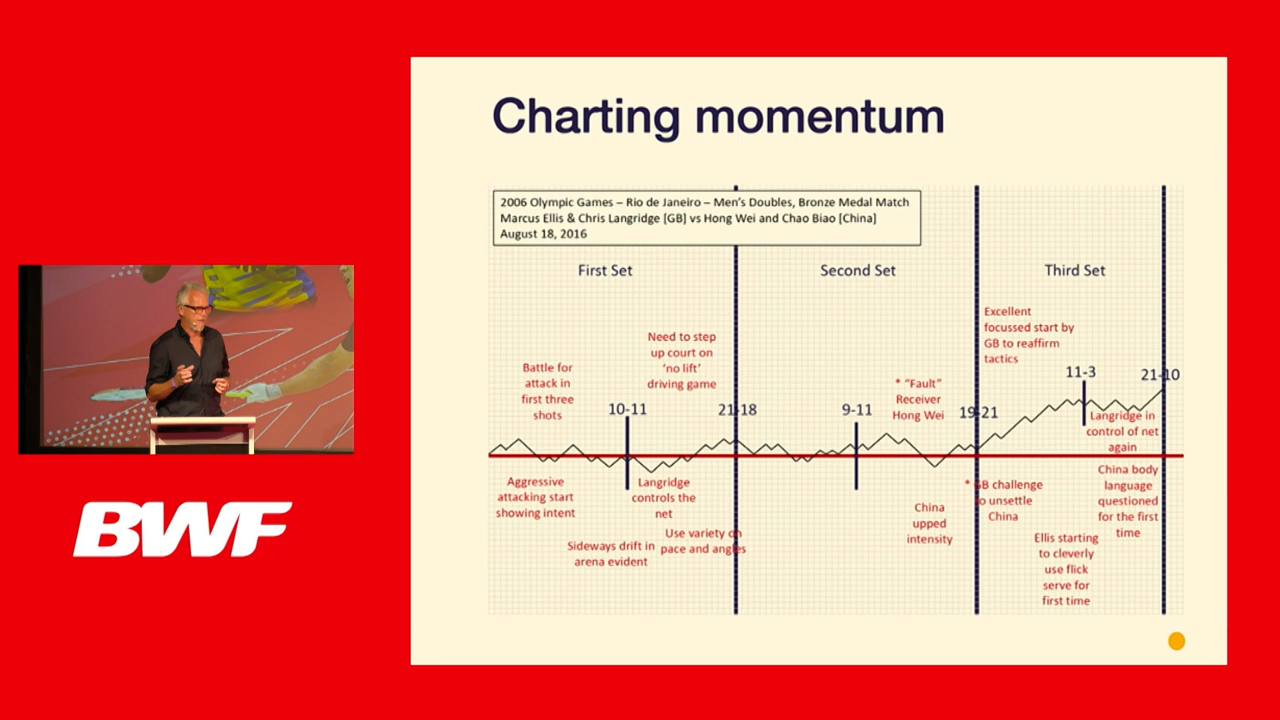 Charting momentum
2006 Olympic Games – Rio de Janeiro – Men's Doubles, Bronze Medal Match
Marcus Ellis & Chris Langridge [GB] vs Hong Wei and Chao Biao [China]
August 18, 2016
First Set
Second Set
Third Set
Battle for
attack in
first three
shots
Need to step
up court on
'no lift'
driving game
* "Fault"
Receiver
Hong Wei
Excellent
focussed start by
GB to reaffirm
tactics
10-11
21-18
9-11
19-21
11-3
21-10
Aggressive
attacking start
showing intent
Sideways drift in
arena evident
Langridge
controls the
net
Use variety on
pace and angles
China
upped
intensity
* GB challenge
to unsettle
China
Ellis starting
to cleverly
use flick
serve for
first time
Langridge in
control of net
again
China body
language
questioned
for the first
time
BWF